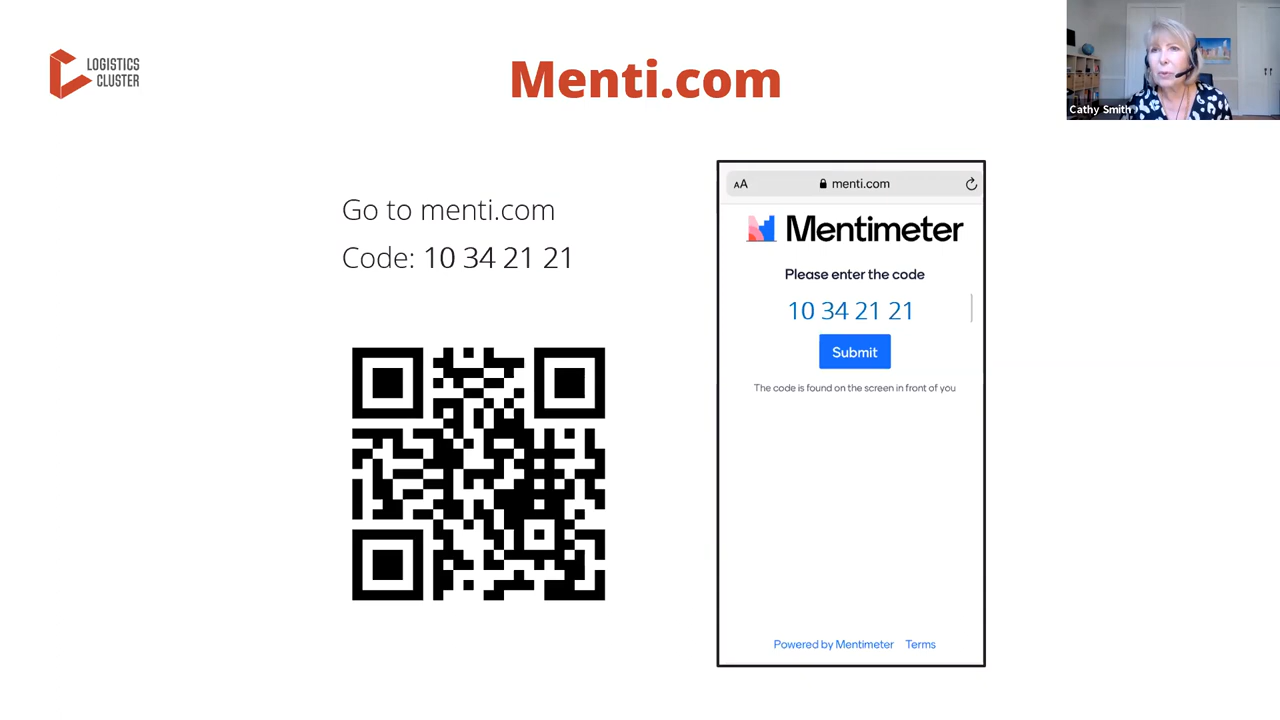 LOGISTICS
CLUSTER
Menti.com
Cathy Smith
Go to menti.com
Code: 10 34 21 21
AA
menti.com
Mentimeter
Please enter the code
10 34 21 21
Submit
The code is found on the screen in front of you
Powered by Mentimeter Terms